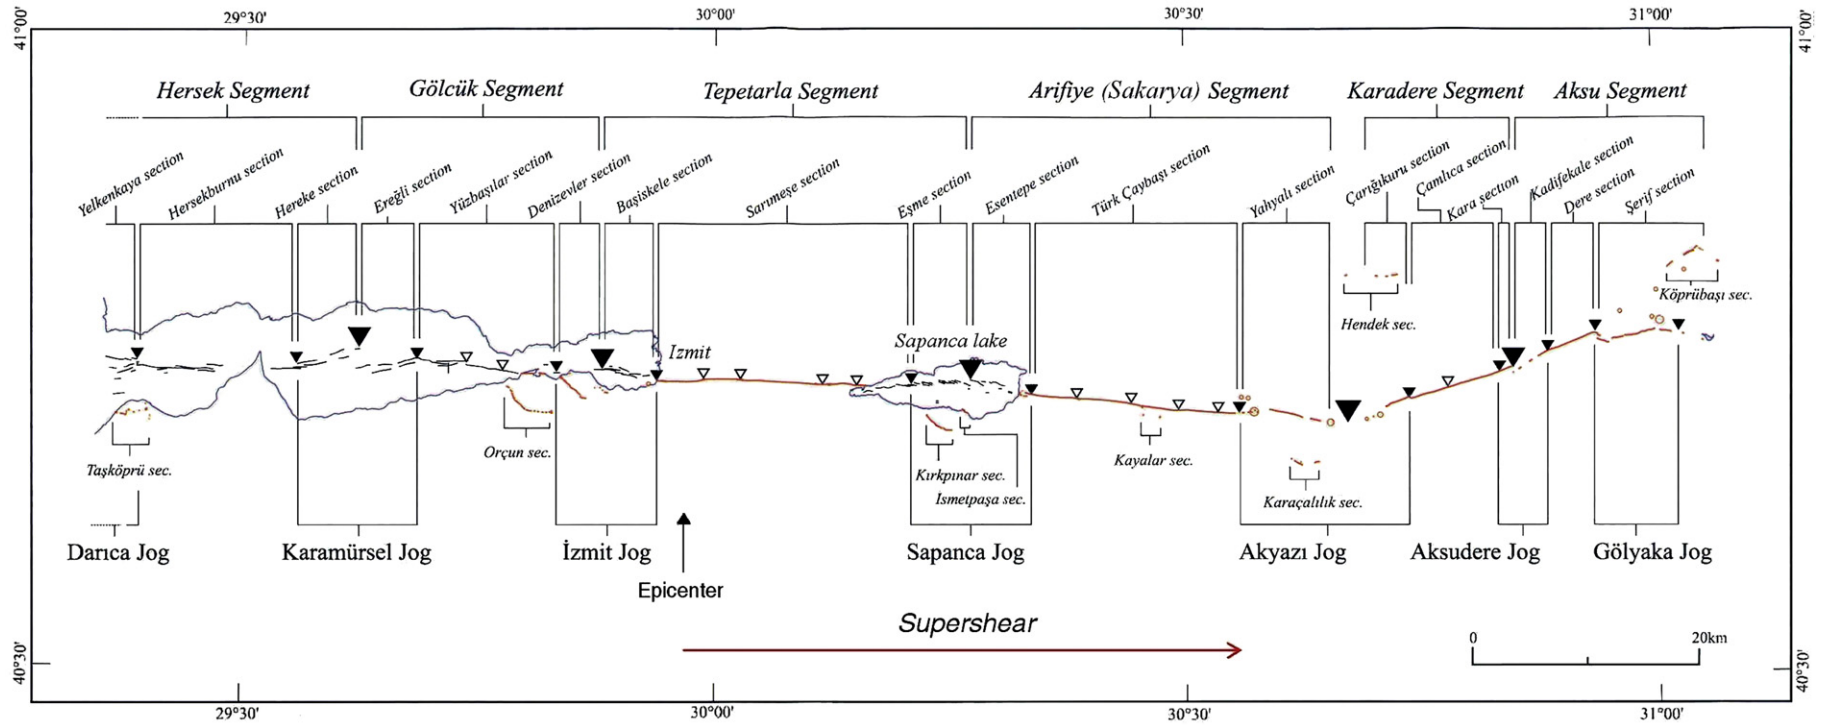 29°30'
30°00'
30°30'
31°00'
41°00'
41°00'
Hersek Segment
Gölcük Segment
Tepetarla Segment
Arifiye (Sakarya) Segment
Karadere Segment
Aksu Segment
Yelkenkaya section
Hersekburnu section
Hereke section
Ereğli section
Yüzbaşılar section
Denizevler section
Başiskele section
Sarımeşe section
Eşme section
Esentepe section
Türk Çaybaşı section
Yahyalı section
Çarığıkuru section
Çamlıca section
Kara section
Kadifekale section
Dere section
Şerif section
Köprübaşı sec.
Hendek sec.
Izmit
Sapanca lake
Taşköprü sec.
Orçun sec.
Kırkpınar sec.
İsmetpaşa sec.
Kayalar sec.
Karaçalılık sec.
Darıca Jog
Karamürsel Jog
İzmit Jog
Sapanca Jog
Akyazı Jog
Aksudere Jog
Gölyaka Jog
Epicenter
Supershear
0
20km
40°30'
40°30'
29°30'
30°00'
30°30'
31°00'